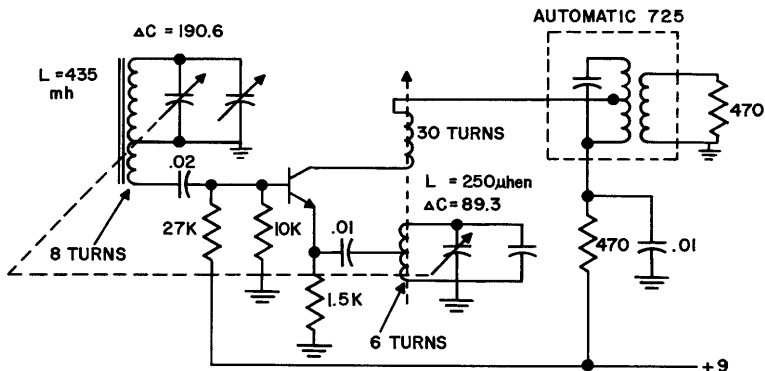 AUTOMATIC 725
ΔC = 190.6
L = 435
mh
470
30 TURNS
.02
L = 250μhen
ΔC = 89.3
8 TURNS
27K
10K
.01
470
.01
1.5K
6 TURNS
+9